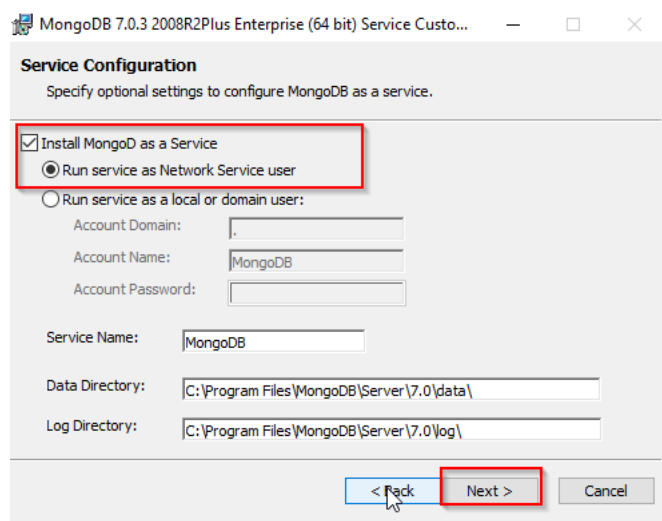 MongoDB 7.0.3 2008R2Plus Enterprise (64 bit) Service Custo...
Service Configuration
Specify optional settings to configure MongoDB as a service.
Install MongoD as a Service
Run service as Network Service user
Run service as a local or domain user:
Account Domain:
.
Account Name:
MongoDB
Account Password:
Service Name:
MongoDB
Data Directory:
C:\Program Files\MongoDB\Server\7.0\data\
Log Directory:
C:\Program Files\MongoDB\Server\7.0\log\
< Back
Next >
Cancel